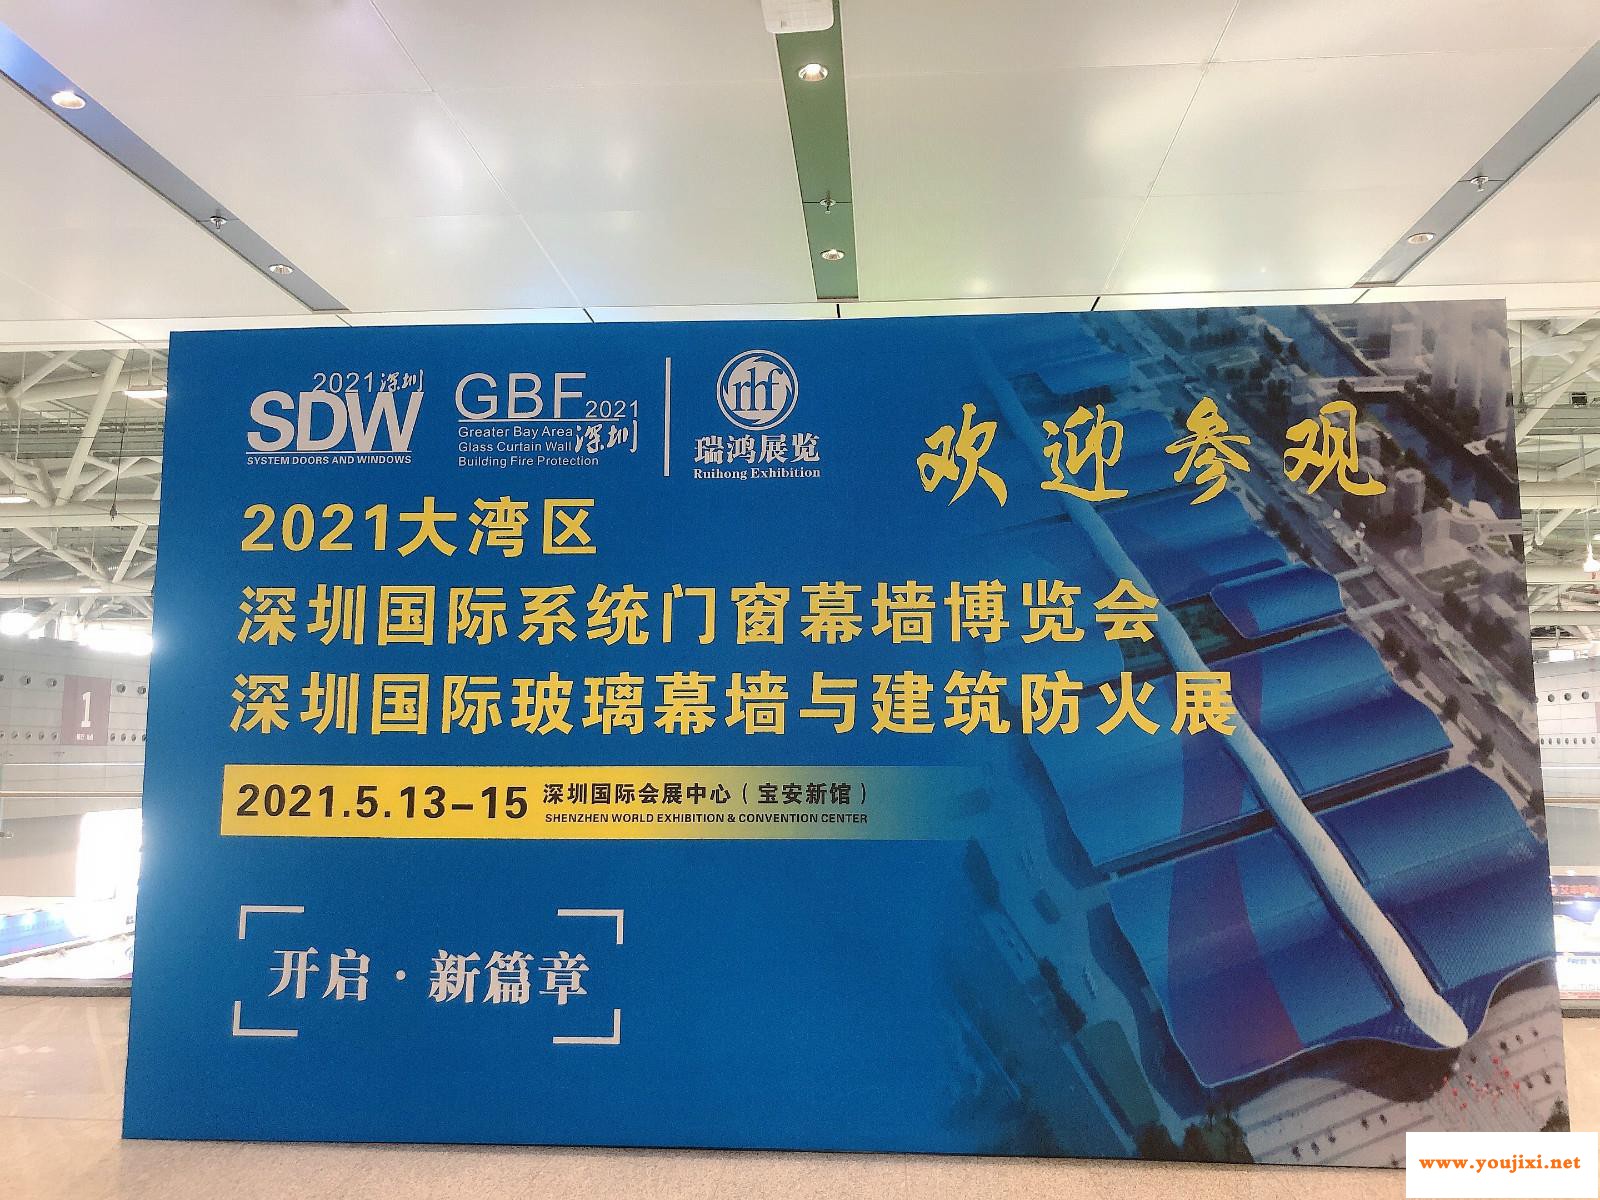 2021深圳
SDW
SYSTEM DOORS AND WINDOWS
GBF2021
Greater Bay Area
Glass Curtain Wall深圳
Building Fire Protection
rhf
瑞鸿展览
Ruihong Exhibition
欢迎参观
2021大湾区
深圳国际系统门窗幕墙博览会
深圳国际玻璃幕墙与建筑防火展
2021.5.13-15 深圳国际会展中心（宝安新馆）
SHENZHEN WORLD EXHIBITION & CONVENTION CENTER
开启·新篇章
1
www.youjixi.net